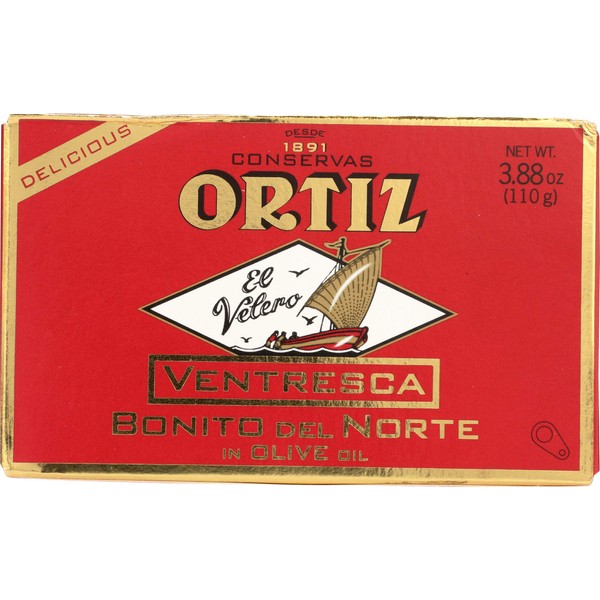 DELICIOUS
DESDE
1891
CONSERVAS
ORTIZ
NET WT.
3.88 oz
(110 g)
El
Velero
VENTRESCA
BONITO DEL NORTE
IN OLIVE OIL